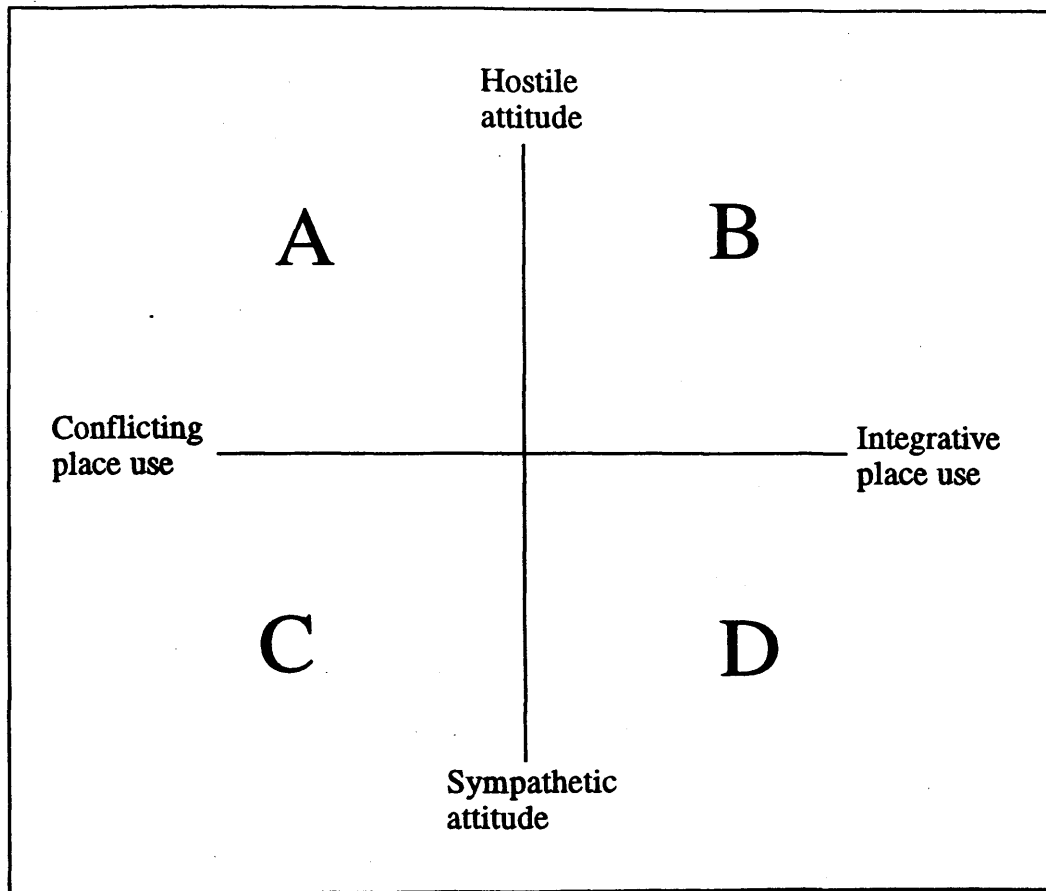 Hostile
attitude
A
B
Conflicting
place use
Integrative
place use
C
D
Sympathetic
attitude